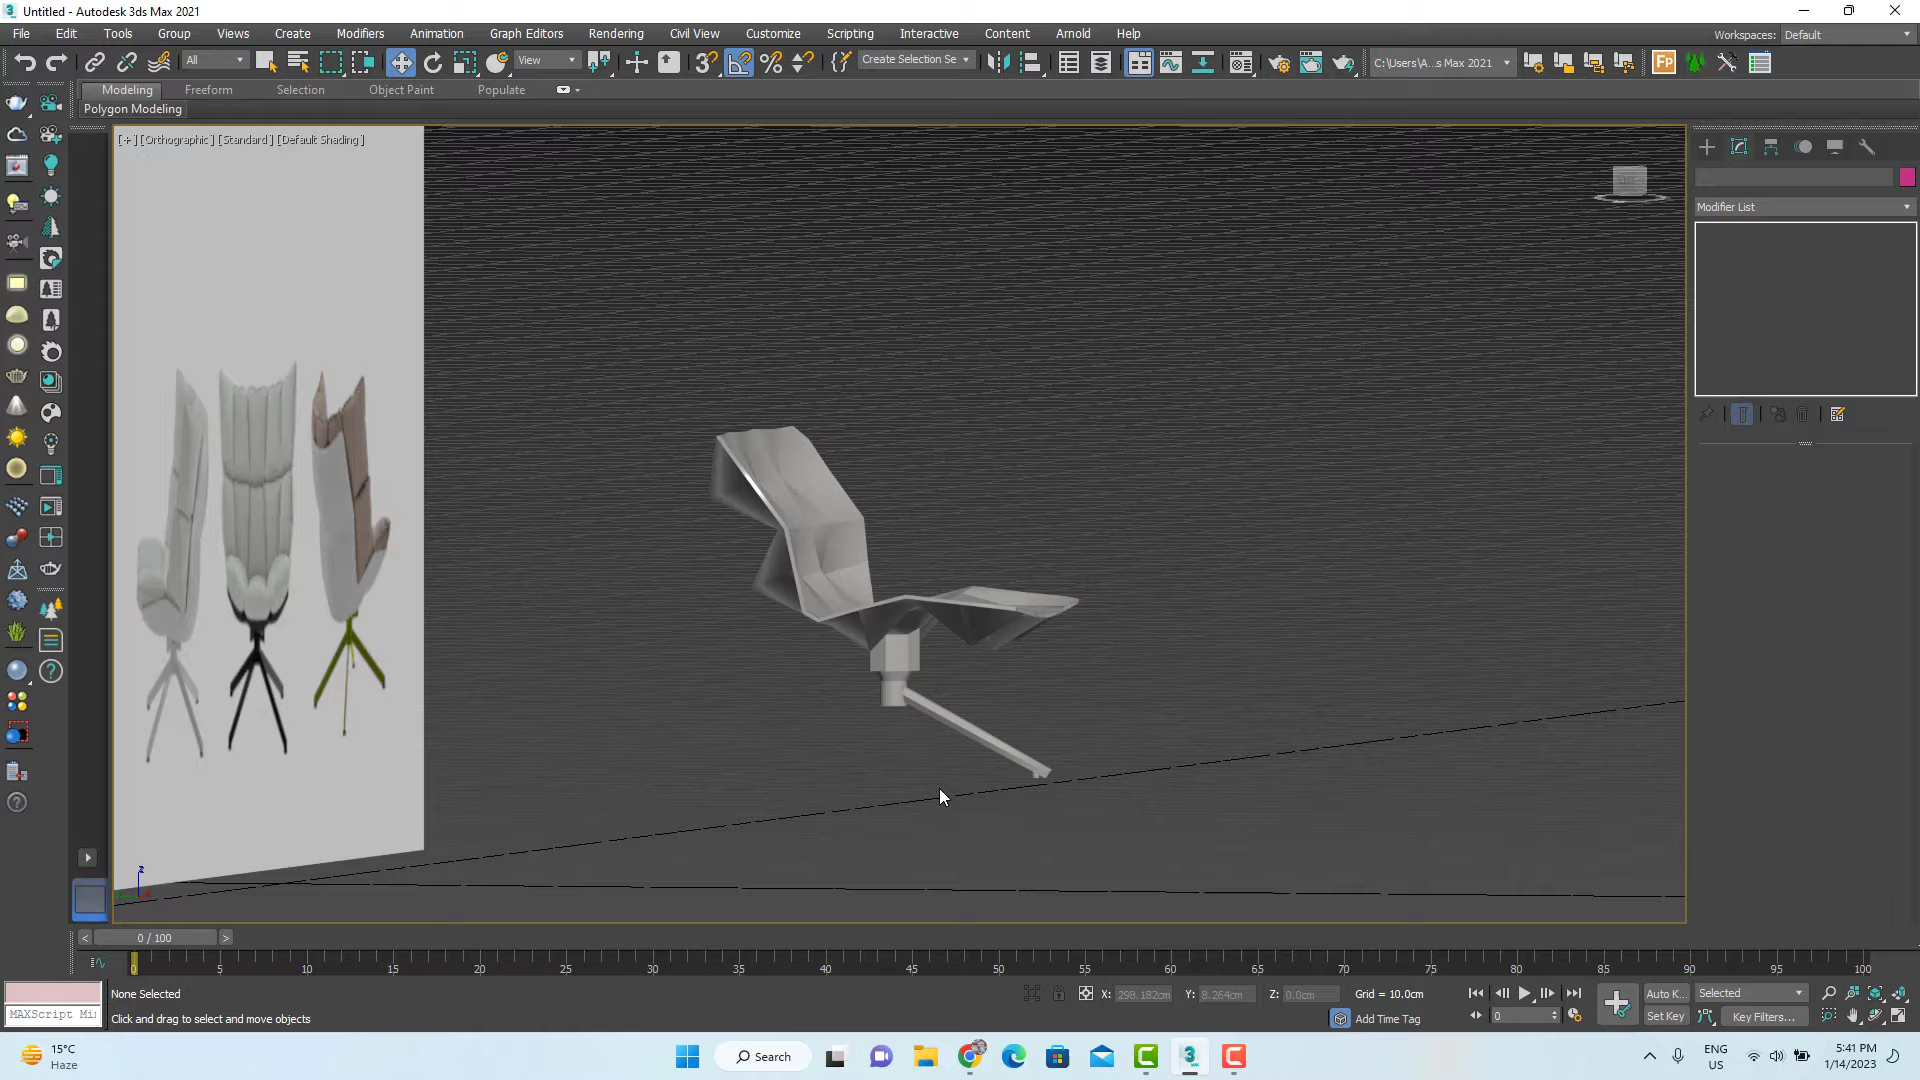 Untitled - Autodesk 3ds Max 2021
File Edit Tools Group Views Create Modifiers Animation Graph Editors Rendering Civil View Customize Scripting Interactive Content Arnold Help
Workspaces: Default
All View Create Selection Se C:\Users\A...s Max 2021
Modeling Freeform Selection Object Paint Populate
Polygon Modeling
[+] [Orthographic] [Standard] [Default Shading]
Modifier List
0 / 100
0 5 10 15 20 25 30 35 40 45 50 55 60 65 70 75 80 85 90 95 100
None Selected
X: 298.182cm Y: 8.264cm Z: 0.0cm Grid = 10.0cm
Auto K... Selected
MAXScript Mi
Click and drag to select and move objects
Add Time Tag
0
Set Key Key Filters...
15°C
Haze
Search
ENG
US
5:41 PM
1/14/2023